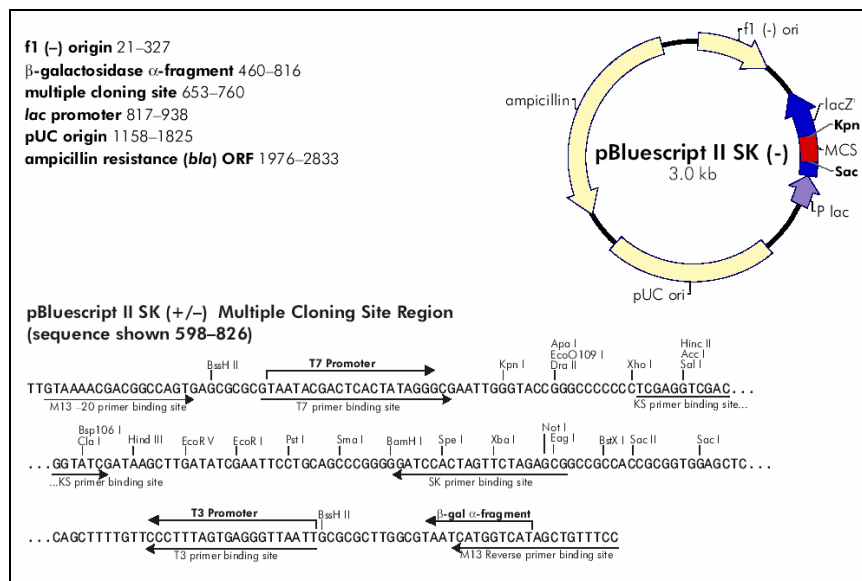 f1 (–) origin 21–327
β-galactosidase α-fragment 460–816
multiple cloning site 653–760
lac promoter 817–938
pUC origin 1158–1825
ampicillin resistance (bla) ORF 1976–2833
f1 (-) ori
ampicillin
lacZ'
Kpn I
MCS
Sac I
pBluescript II SK (-)
3.0 kb
P lac
pUC ori
pBluescript II SK (+/–) Multiple Cloning Site Region
(sequence shown 598–826)
Apa I
Hinc II
EcoO109 I
Acc I
BssH II
T7 Promoter
Kpn I
Dra II
Xho I
Sal I
TTGTAAAACGACGGCCAGTGAGCGCGCGTAATACGACTCACTATAGGGCGAATTGGGTACCGGGCCCCCCCTCGAGGTCGAC...
M13 –20 primer binding site
T7 primer binding site
KS primer binding site...
Bsp106 I
Not I
Cla I
Hind III
EcoR V
EcoR I
Pst I
Sma I
BamH I
Spe I
Xba I
Eag I
BstX I
Sac II
Sac I
...GGTATCGATAAGCTTGATATCGAATTCCTGCAGCCCGGGGGATCCACTAGTTCTAGAGCGGCCGCCACCGCGGTGGAGCTC...
...KS primer binding site
SK primer binding site
T3 Promoter
BssH II
β-gal α-fragment
...CAGCTTTTGTTCCCTTTAGTGAGGGTTAATTGCGCGCTTGGCGTAATCATGGTCATAGCTGTTTCC
T3 primer binding site
M13 Reverse primer binding site